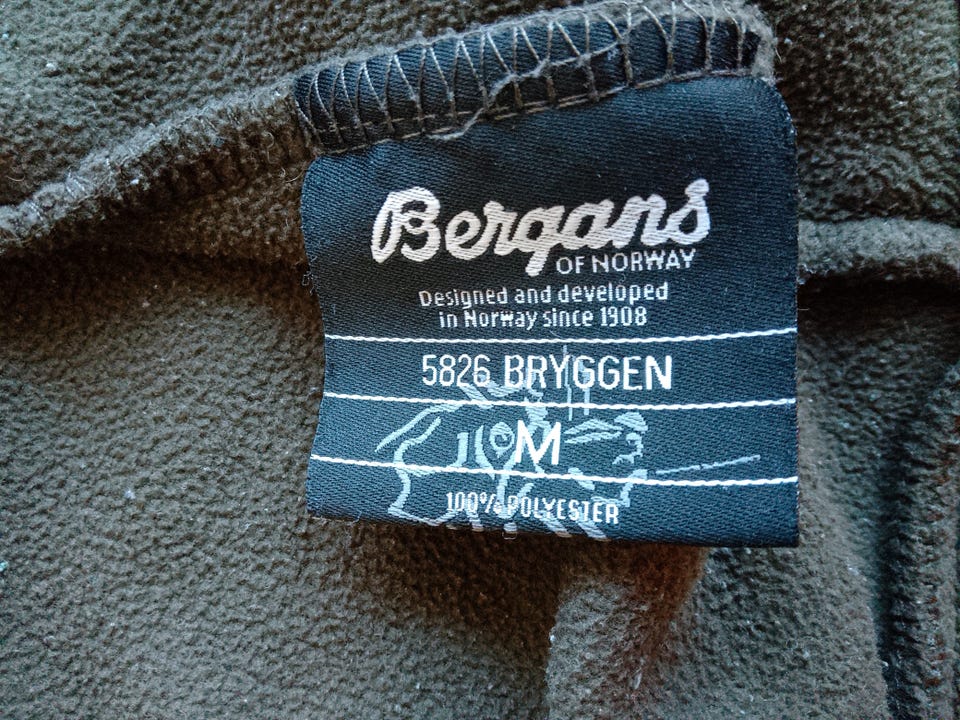 Bergans
OF NORWAY
Designed and developed
in Norway since 1908
5826 BRYGGEN
M
100% POLYESTER